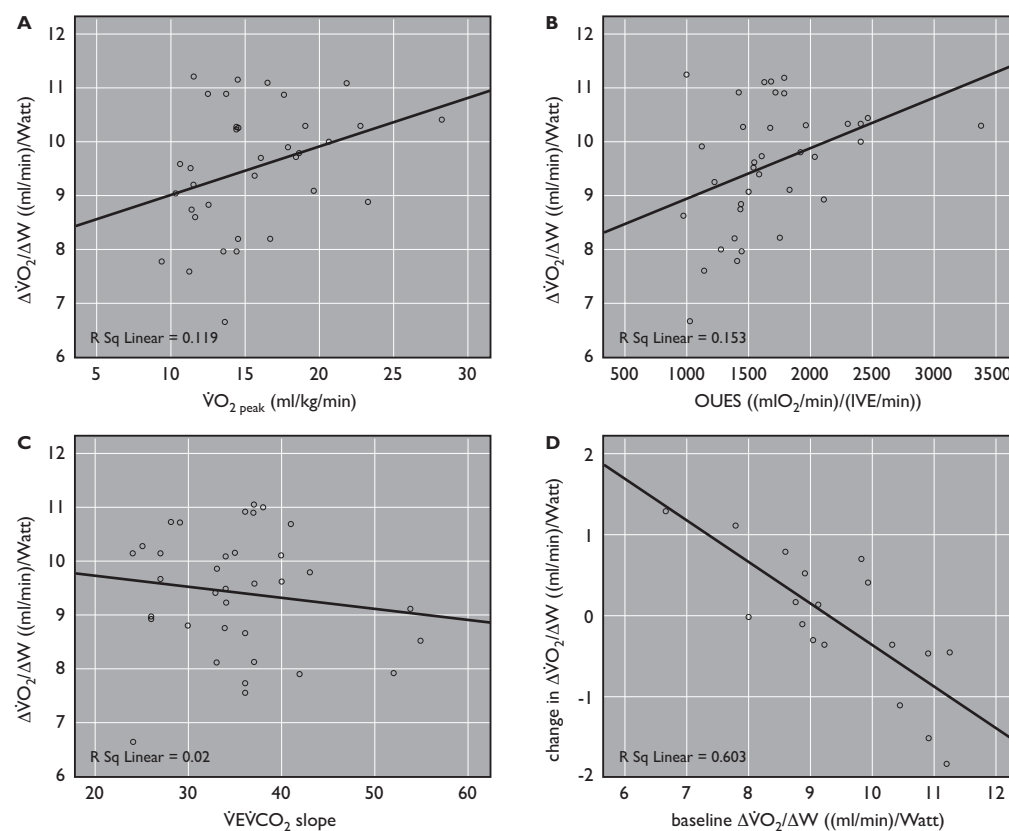 A
ΔV̇O₂/ΔW ((ml/min)/Watt)
12
11
10
9
8
7
6
R Sq Linear = 0.119
5 10 15 20 25 30
V̇O₂ peak (ml/kg/min)
B
ΔV̇O₂/ΔW ((ml/min)/Watt)
12
11
10
9
8
7
6
R Sq Linear = 0.153
500 1000 1500 2000 2500 3000 3500
OUES ((mlO₂/min)/(lVE/min))
C
ΔV̇O₂/ΔW ((ml/min)/Watt)
12
11
10
9
8
7
6
R Sq Linear = 0.02
20 30 40 50 60
V̇EV̇CO₂ slope
D
change in ΔV̇O₂/ΔW ((ml/min)/Watt)
2
1
0
-1
-2
R Sq Linear = 0.603
6 7 8 9 10 11 12
baseline ΔV̇O₂/ΔW ((ml/min)/Watt)